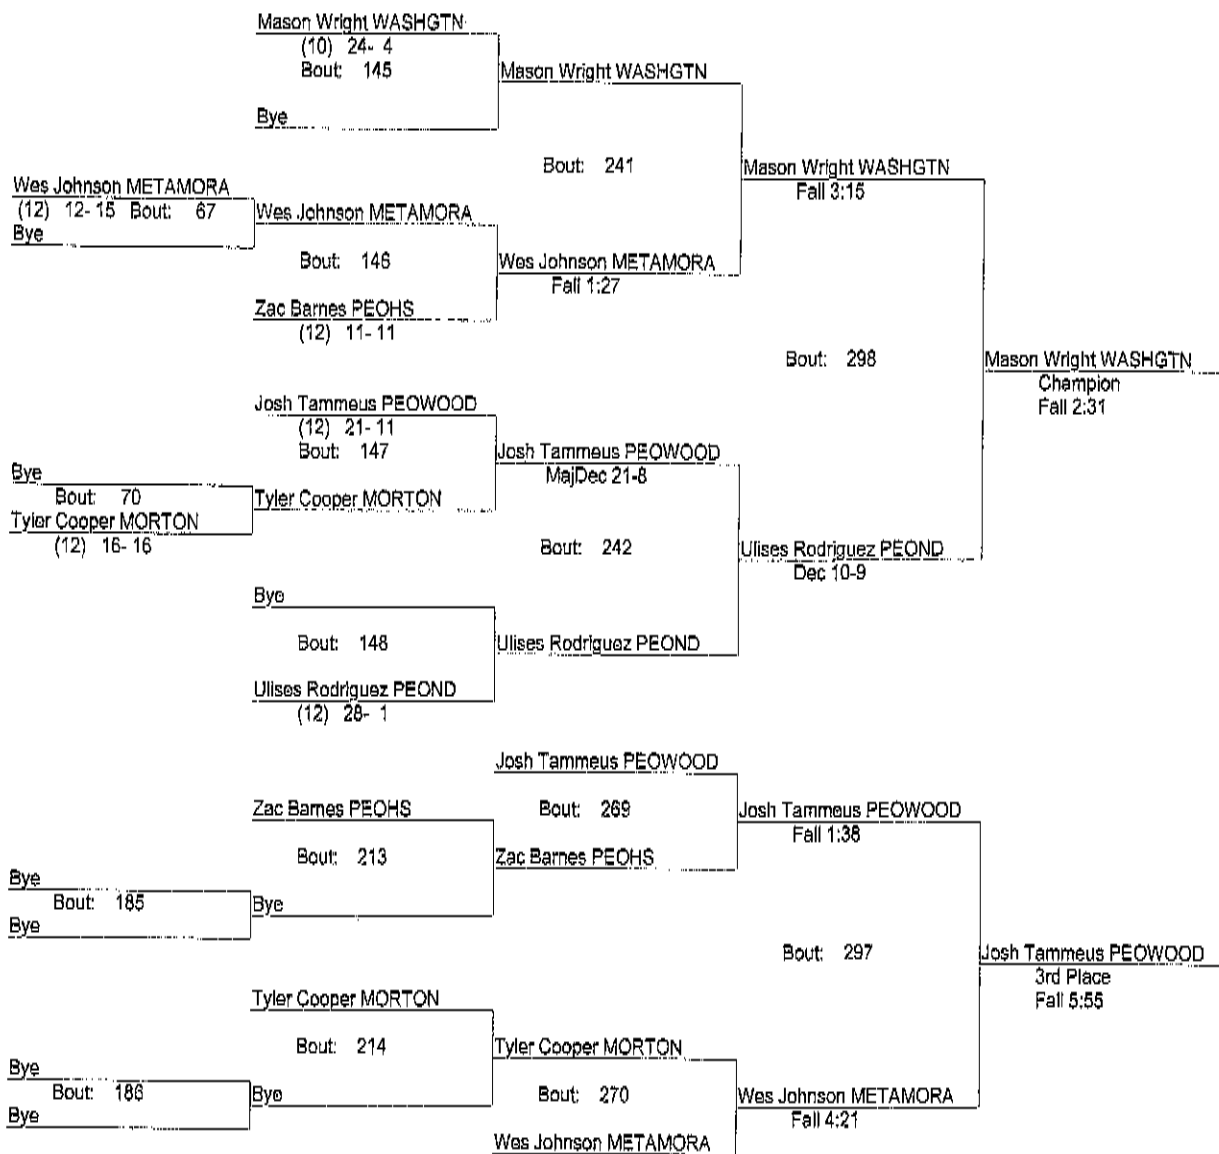 Mason Wright WASHGTN
(10) 24- 4
Bout: 145
Mason Wright WASHGTN
Bye
Bout: 241
Mason Wright WASHGTN
Fall 3:15
Wes Johnson METAMORA
(12) 12- 15 Bout: 67
Bye
Wes Johnson METAMORA
Bout: 146
Wes Johnson METAMORA
Fall 1:27
Zac Barnes PEOHS
(12) 11- 11
Bout: 298
Mason Wright WASHGTN
Champion
Fall 2:31
Josh Tammeus PEOWOOD
(12) 21- 11
Bout: 147
Josh Tammeus PEOWOOD
MajDec 21-8
Bye
Bout: 70
Tyler Cooper MORTON
(12) 16- 16
Tyler Cooper MORTON
Bout: 242
Ulises Rodriguez PEOND
Dec 10-9
Bye
Bout: 148
Ulises Rodriguez PEOND
Ulises Rodriguez PEOND
(12) 28- 1
Josh Tammeus PEOWOOD
Zac Barnes PEOHS
Bout: 269
Josh Tammeus PEOWOOD
Fall 1:38
Bout: 213
Zac Barnes PEOHS
Bye
Bout: 185
Bye
Bye
Bout: 297
Josh Tammeus PEOWOOD
3rd Place
Fall 5:55
Tyler Cooper MORTON
Bout: 214
Tyler Cooper MORTON
Bye
Bout: 186
Bye
Bye
Bout: 270
Wes Johnson METAMORA
Fall 4:21
Wes Johnson METAMORA